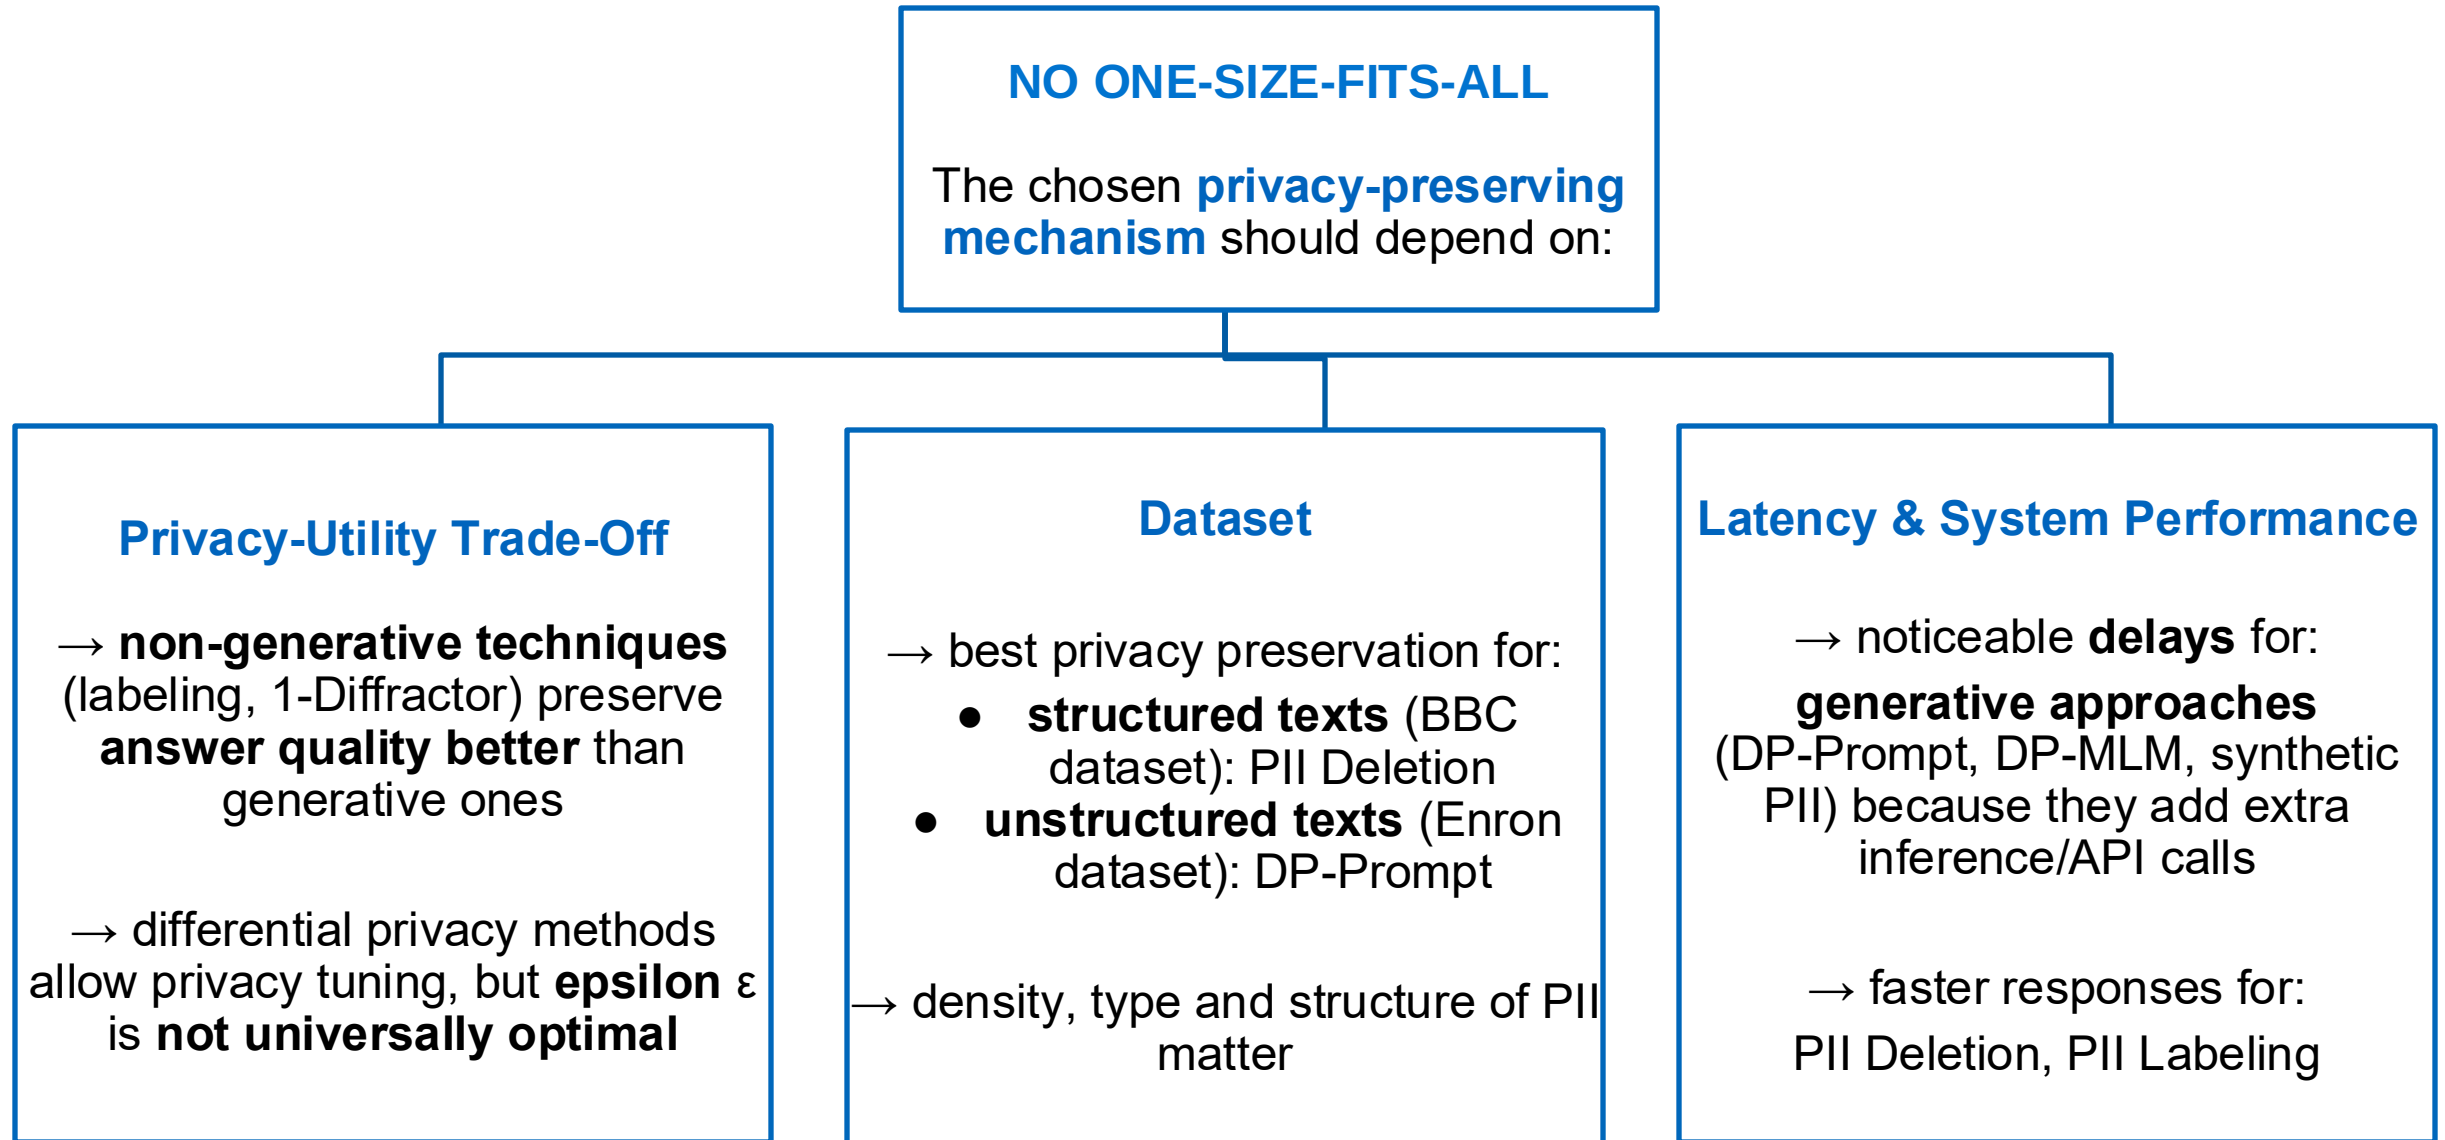 NO ONE-SIZE-FITS-ALL
The chosen privacy-preserving
mechanism should depend on:
Privacy-Utility Trade-Off
→ non-generative techniques
(labeling, 1-Diffractor) preserve
answer quality better than
generative ones
→ differential privacy methods
allow privacy tuning, but epsilon ε
is not universally optimal
Dataset
→ best privacy preservation for:
● structured texts (BBC
dataset): PII Deletion
● unstructured texts (Enron
dataset): DP-Prompt
→ density, type and structure of PII
matter
Latency & System Performance
→ noticeable delays for:
generative approaches
(DP-Prompt, DP-MLM, synthetic
PII) because they add extra
inference/API calls
→ faster responses for:
PII Deletion, PII Labeling